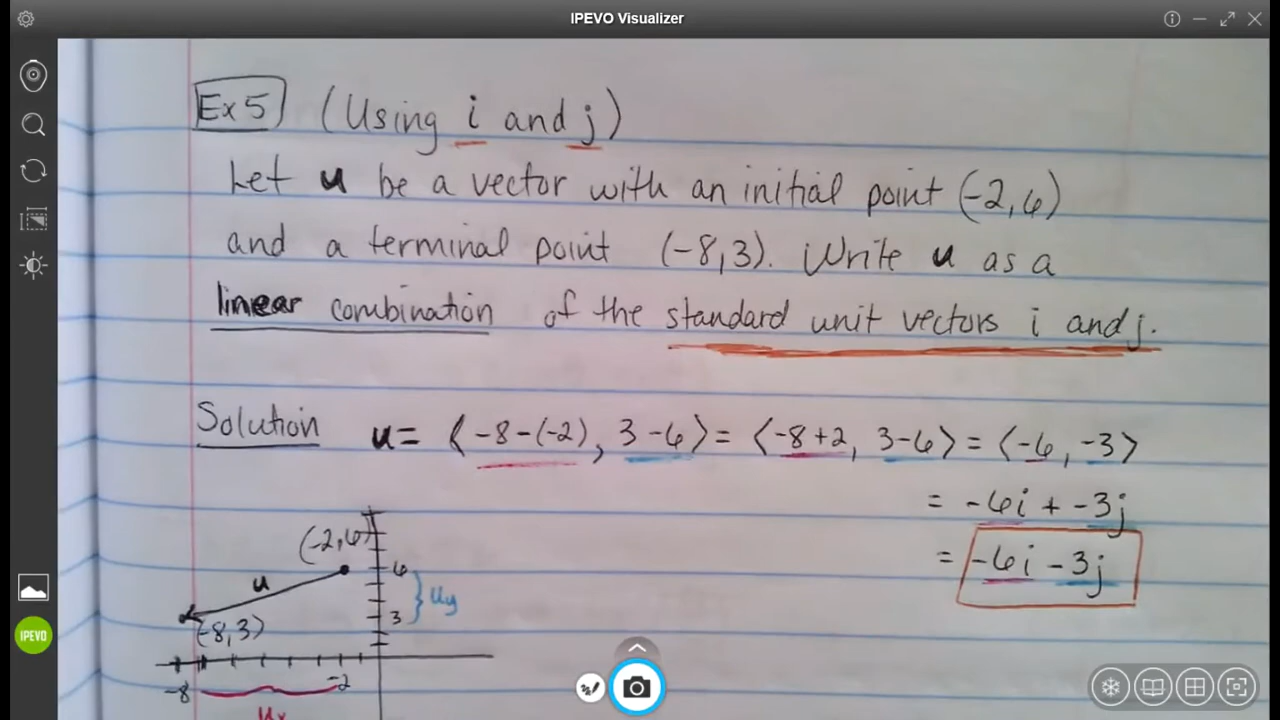 IPEVO Visualizer
Ex 5 (Using i and j)
Let u be a vector with an initial point (-2,6)
and a terminal point (-8,3). Write u as a
linear combination of the standard unit vectors i and j.
Solution u = ⟨-8-(-2), 3-6⟩ = ⟨-8+2, 3-6⟩ = ⟨-6, -3⟩
= -6i + -3j
= -6i - 3j
(-2,6)
u
6
uy
3
(-8,3)
-8
-2
ux
IPEVO